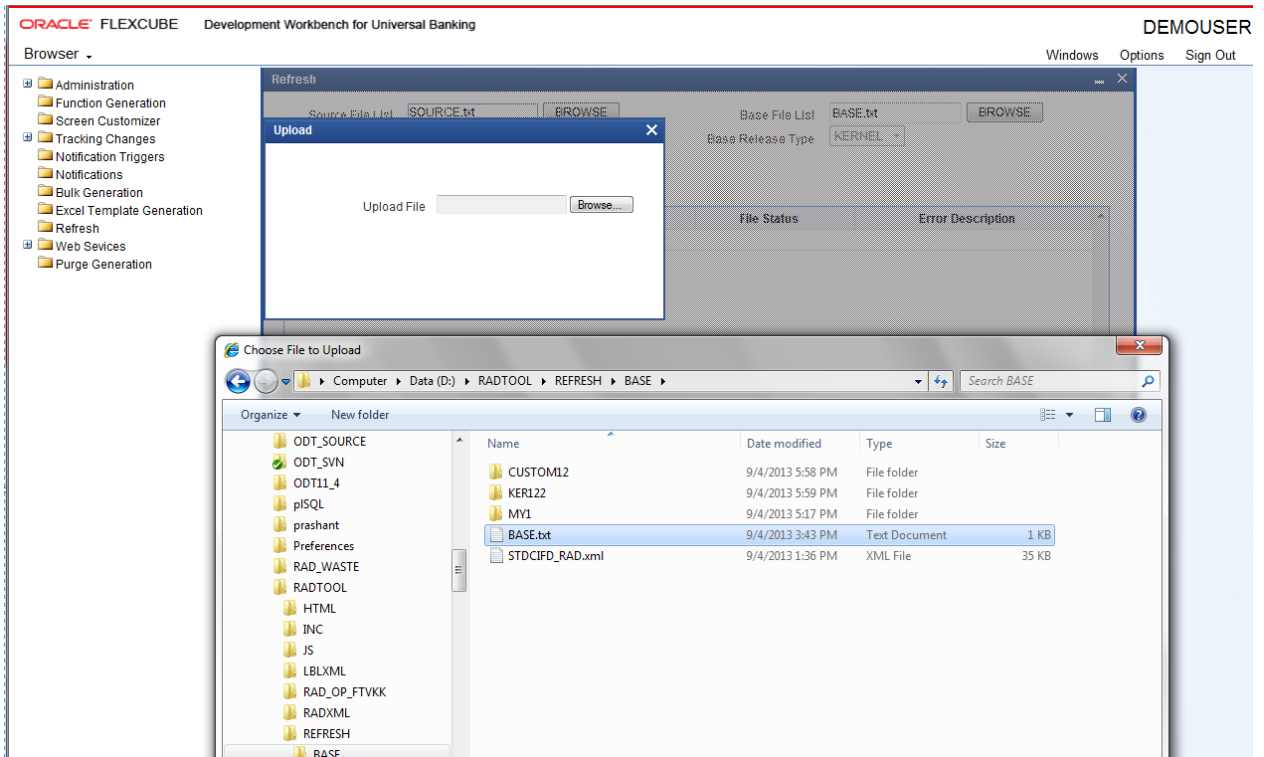 ORACLE FLEXCUBE Development Workbench for Universal Banking
DEMOUSER
Browser
Windows Options Sign Out
Administration
Function Generation
Screen Customizer
Tracking Changes
Notification Triggers
Notifications
Bulk Generation
Excel Template Generation
Refresh
Web Sevices
Purge Generation
Refresh
Source File List SOURCE.txt BROWSE Base File List BASE.txt BROWSE
Base Release Type KERNEL
Upload
Upload File Browse...
File Status Error Description
Choose File to Upload
Computer Data (D:) RADTOOL REFRESH BASE Search BASE
Organize New folder
ODT_SOURCE
ODT_SVN
ODT11_4
plSQL
prashant
Preferences
RAD_WASTE
RADTOOL
HTML
INC
JS
LBLXML
RAD_OP_FTVKK
RADXML
REFRESH
BASE
Name Date modified Type Size
CUSTOM12 9/4/2013 5:58 PM File folder
KER122 9/4/2013 5:59 PM File folder
MY1 9/4/2013 5:17 PM File folder
BASE.txt 9/4/2013 3:43 PM Text Document 1 KB
STDCIFD_RAD.xml 9/4/2013 1:36 PM XML File 35 KB